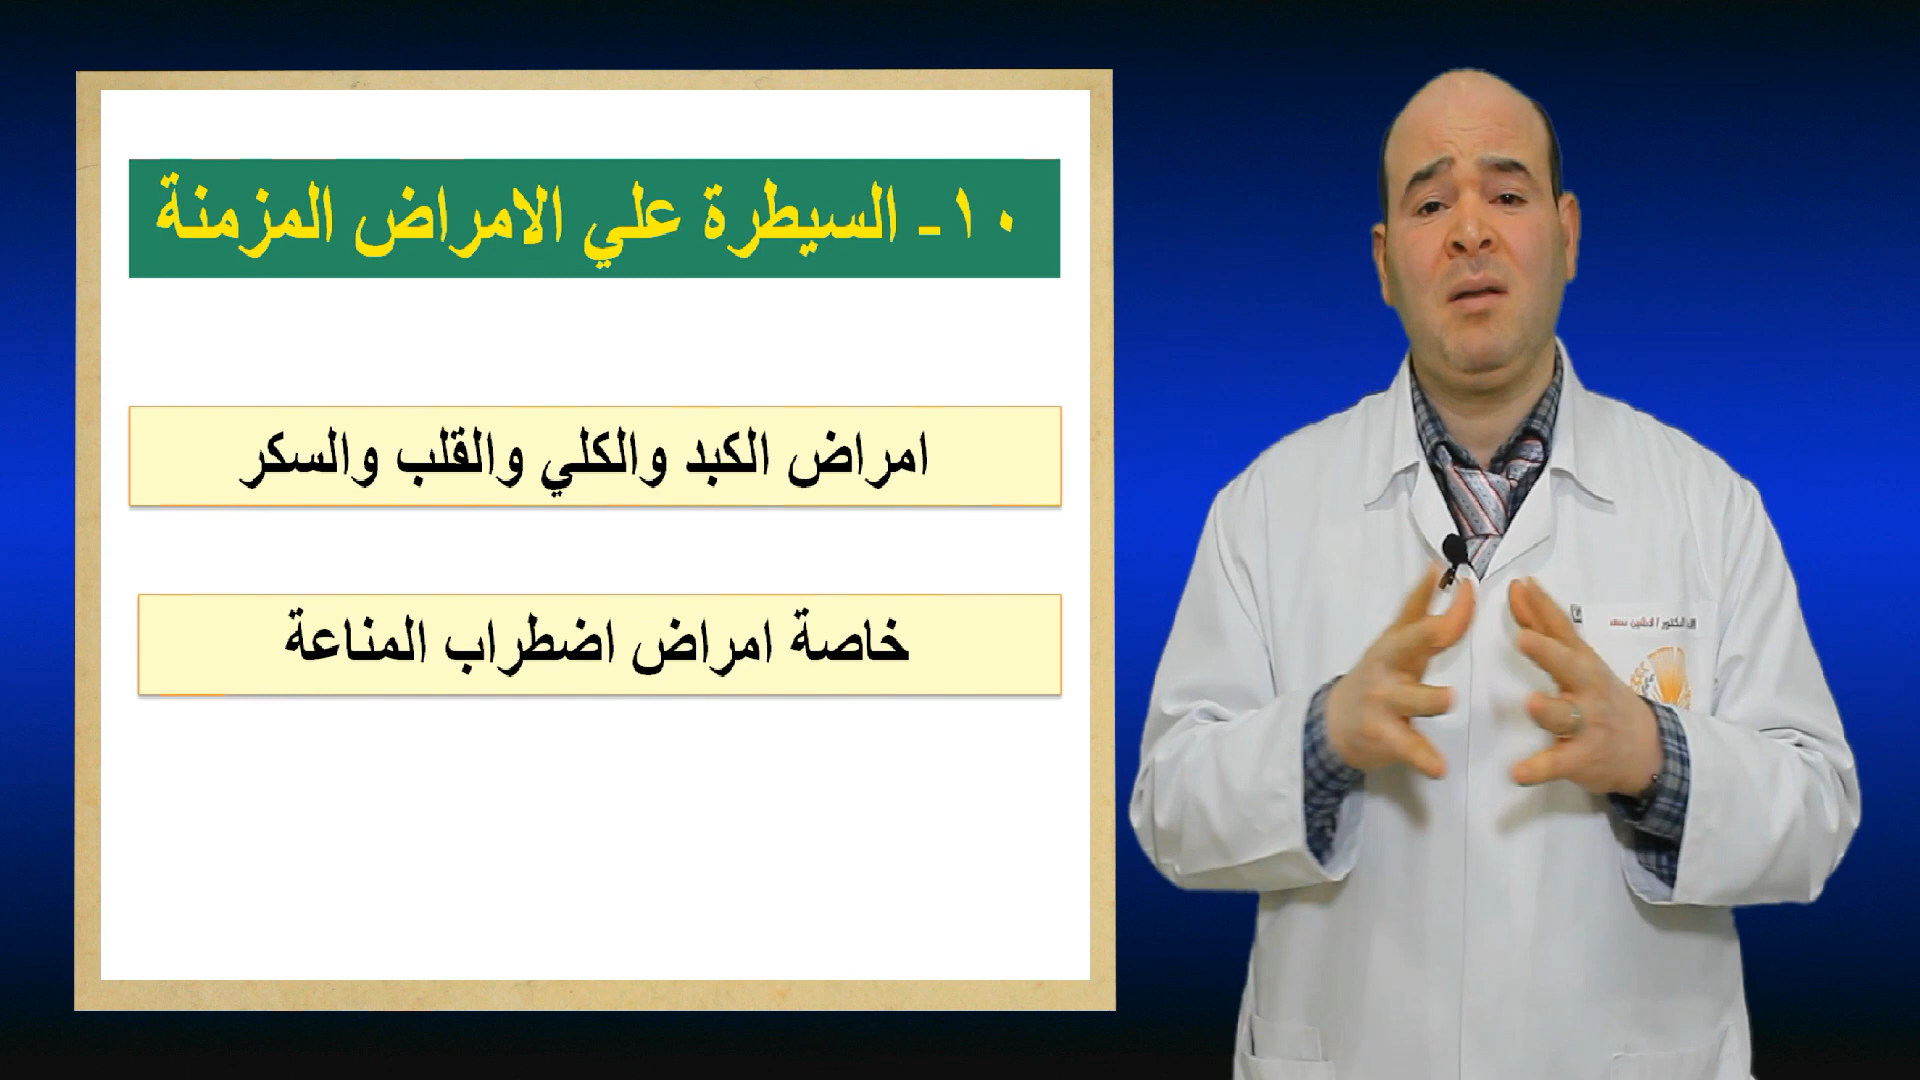 ١٠- السيطرة علي الامراض المزمنة
امراض الكبد والكلي والقلب والسكر
خاصة امراض اضطراب المناعة